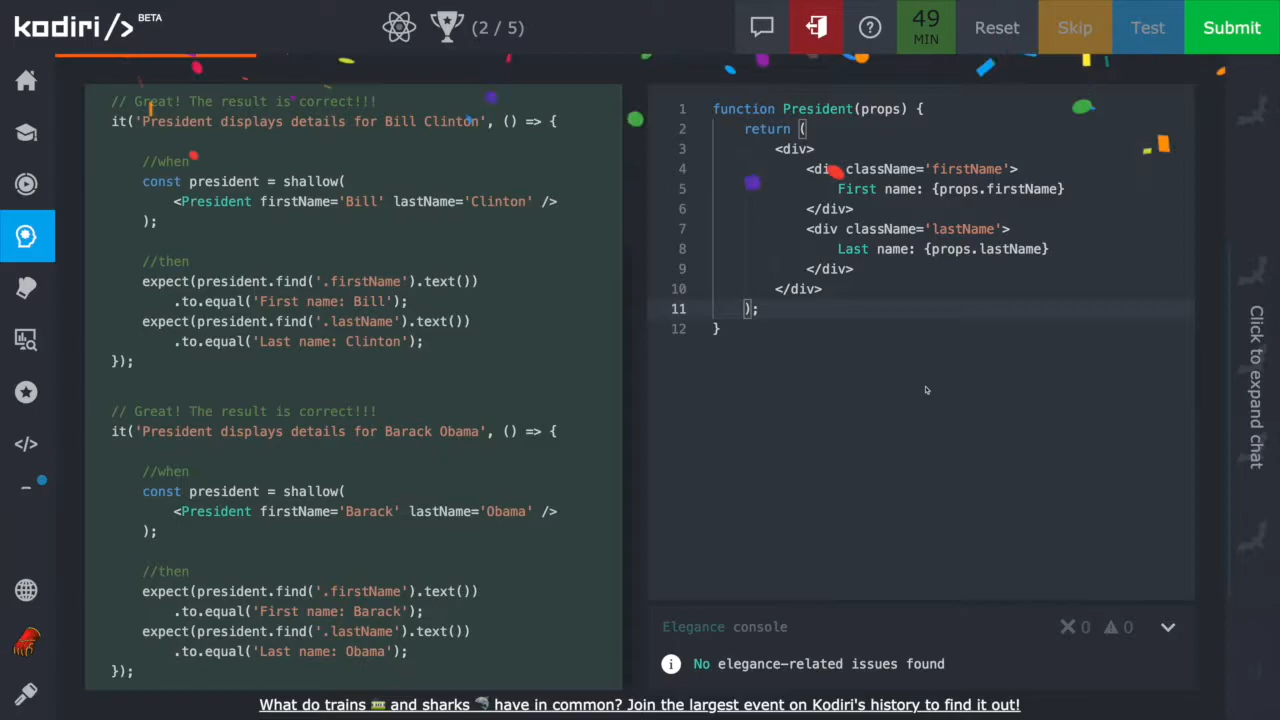 kodiri /> BETA
(2 / 5)
49
MIN
Reset
Skip
Test
Submit
// Great! The result is correct!!!
it('President displays details for Bill Clinton', () => {
//when
const president = shallow(
<President firstName='Bill' lastName='Clinton' />
);
//then
expect(president.find('.firstName').text())
.to.equal('First name: Bill');
expect(president.find('.lastName').text())
.to.equal('Last name: Clinton');
});
// Great! The result is correct!!!
it('President displays details for Barack Obama', () => {
//when
const president = shallow(
<President firstName='Barack' lastName='Obama' />
);
//then
expect(president.find('.firstName').text())
.to.equal('First name: Barack');
expect(president.find('.lastName').text())
.to.equal('Last name: Obama');
});
1 function President(props) {
2 return (
3 <div>
4 <div className='firstName'>
5 First name: {props.firstName}
6 </div>
7 <div className='lastName'>
8 Last name: {props.lastName}
9 </div>
10 </div>
11 );
12 }
Elegance console
0
0
No elegance-related issues found
Click to expand chat
What do trains 🚃 and sharks 🦈 have in common? Join the largest event on Kodiri's history to find it out!